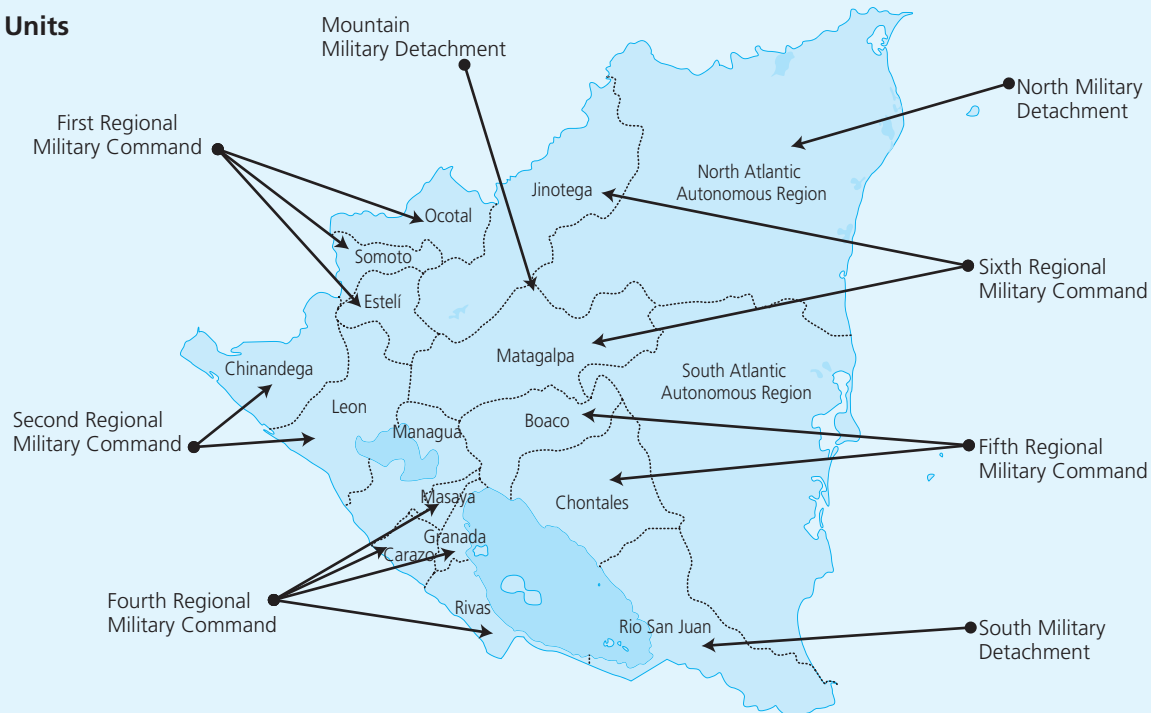 Units
Mountain
Military Detachment
North Military
Detachment
First Regional
Military Command
North Atlantic
Autonomous Region
Jinotega
Ocotal
Somoto
Sixth Regional
Military Command
Estelí
Matagalpa
Chinandega
South Atlantic
Autonomous Region
Leon
Boaco
Second Regional
Military Command
Managua
Fifth Regional
Military Command
Masaya
Chontales
Granada
Carazo
Fourth Regional
Military Command
Rivas
Rio San Juan
South Military
Detachment